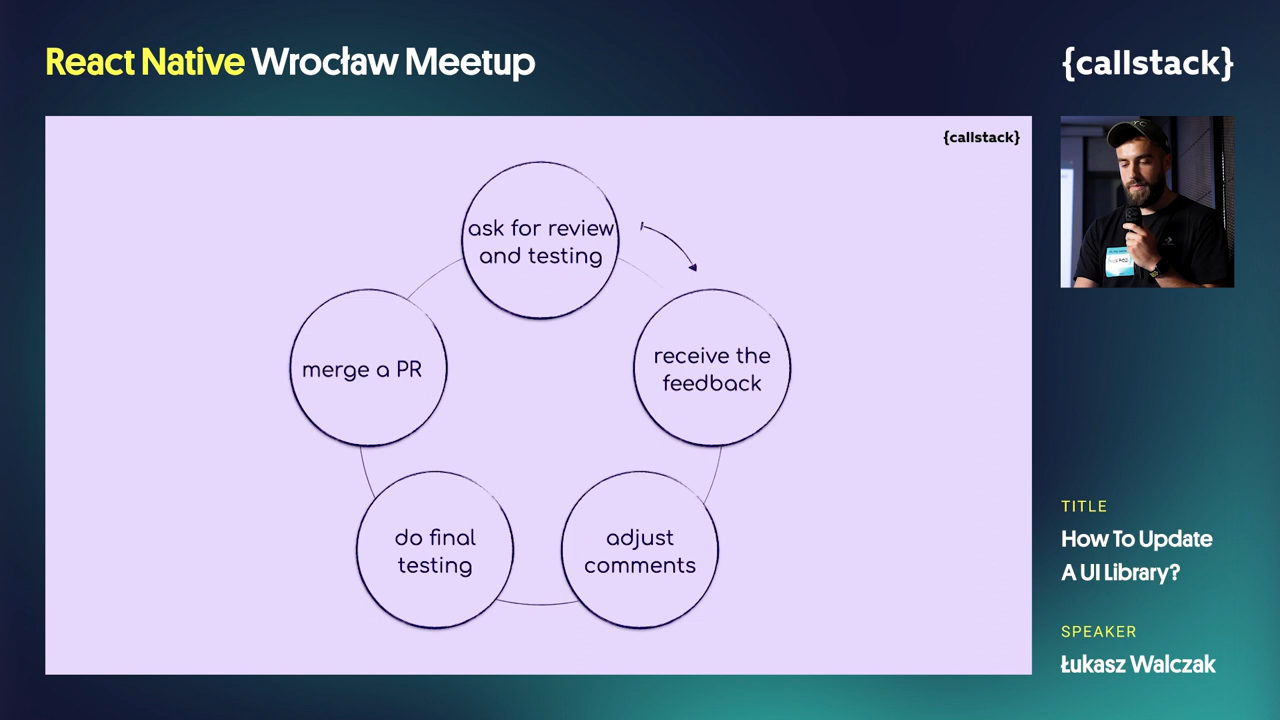 React Native Wrocław Meetup
{callstack}
{callstack}
ask for review
and testing
receive the
feedback
merge a PR
do final
testing
adjust
comments
TITLE
How To Update
A UI Library?
SPEAKER
Łukasz Walczak